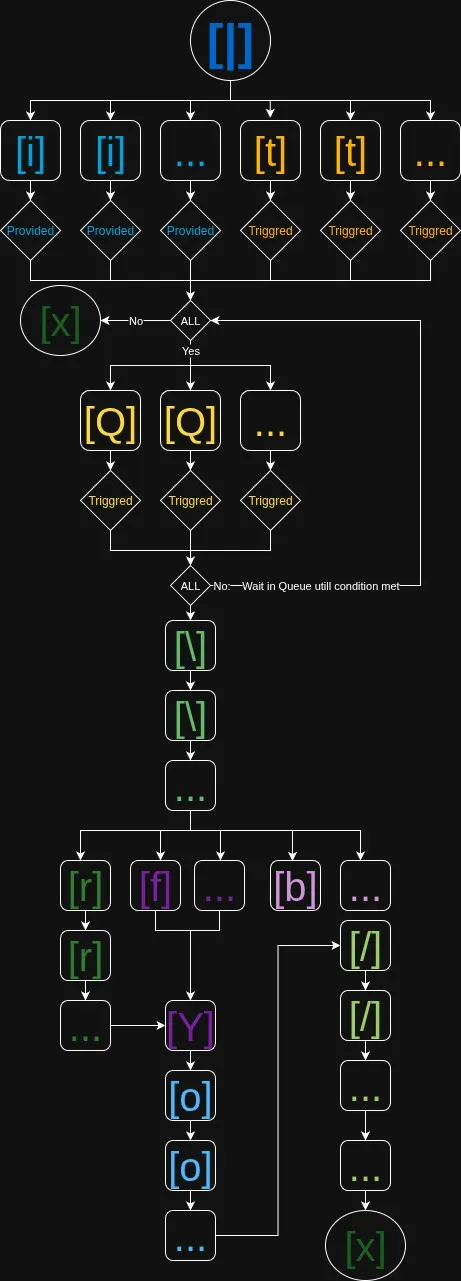 [|]
[i] [i] ... [t] [t] ...
Provided Provided Provided Triggred Triggred Triggred
[x] No ALL
Yes
[Q] [Q] ...
Triggred Triggred Triggred
ALL No: Wait in Queue utill condition met
[\]
[\]
...
[r] [f] ... [b] ...
[r] [/]
... [Y] [/]
[o] ...
[o] ...
... [x]